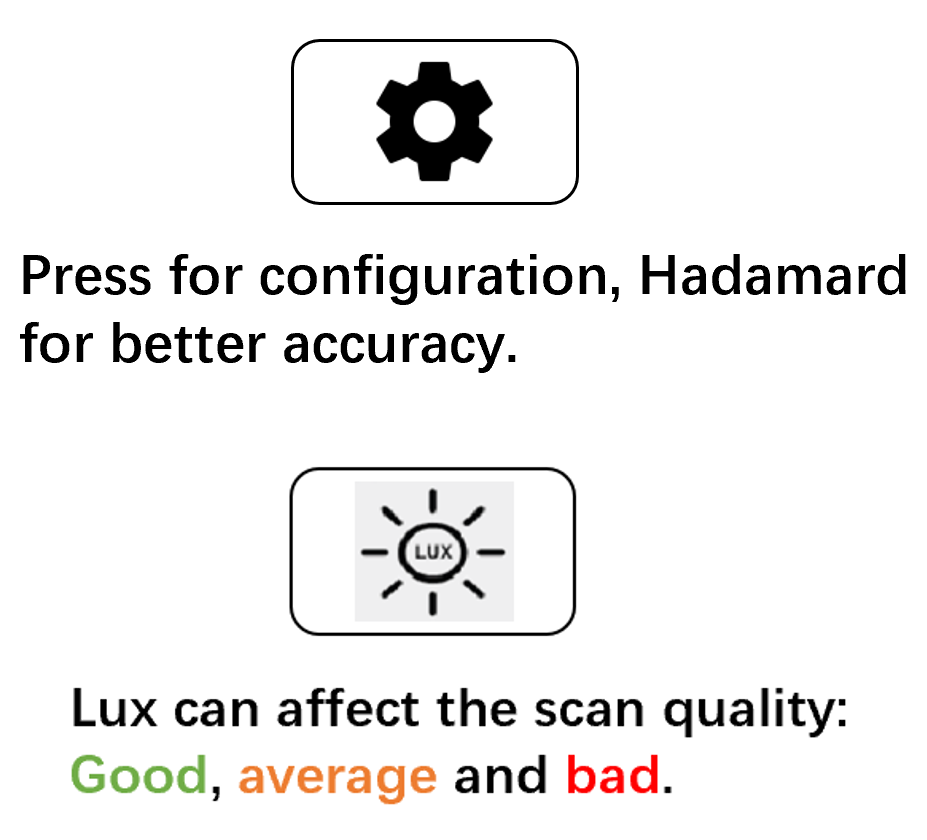 Press for configuration, Hadamard
for better accuracy.
LUX
Lux can affect the scan quality:
Good, average and bad.